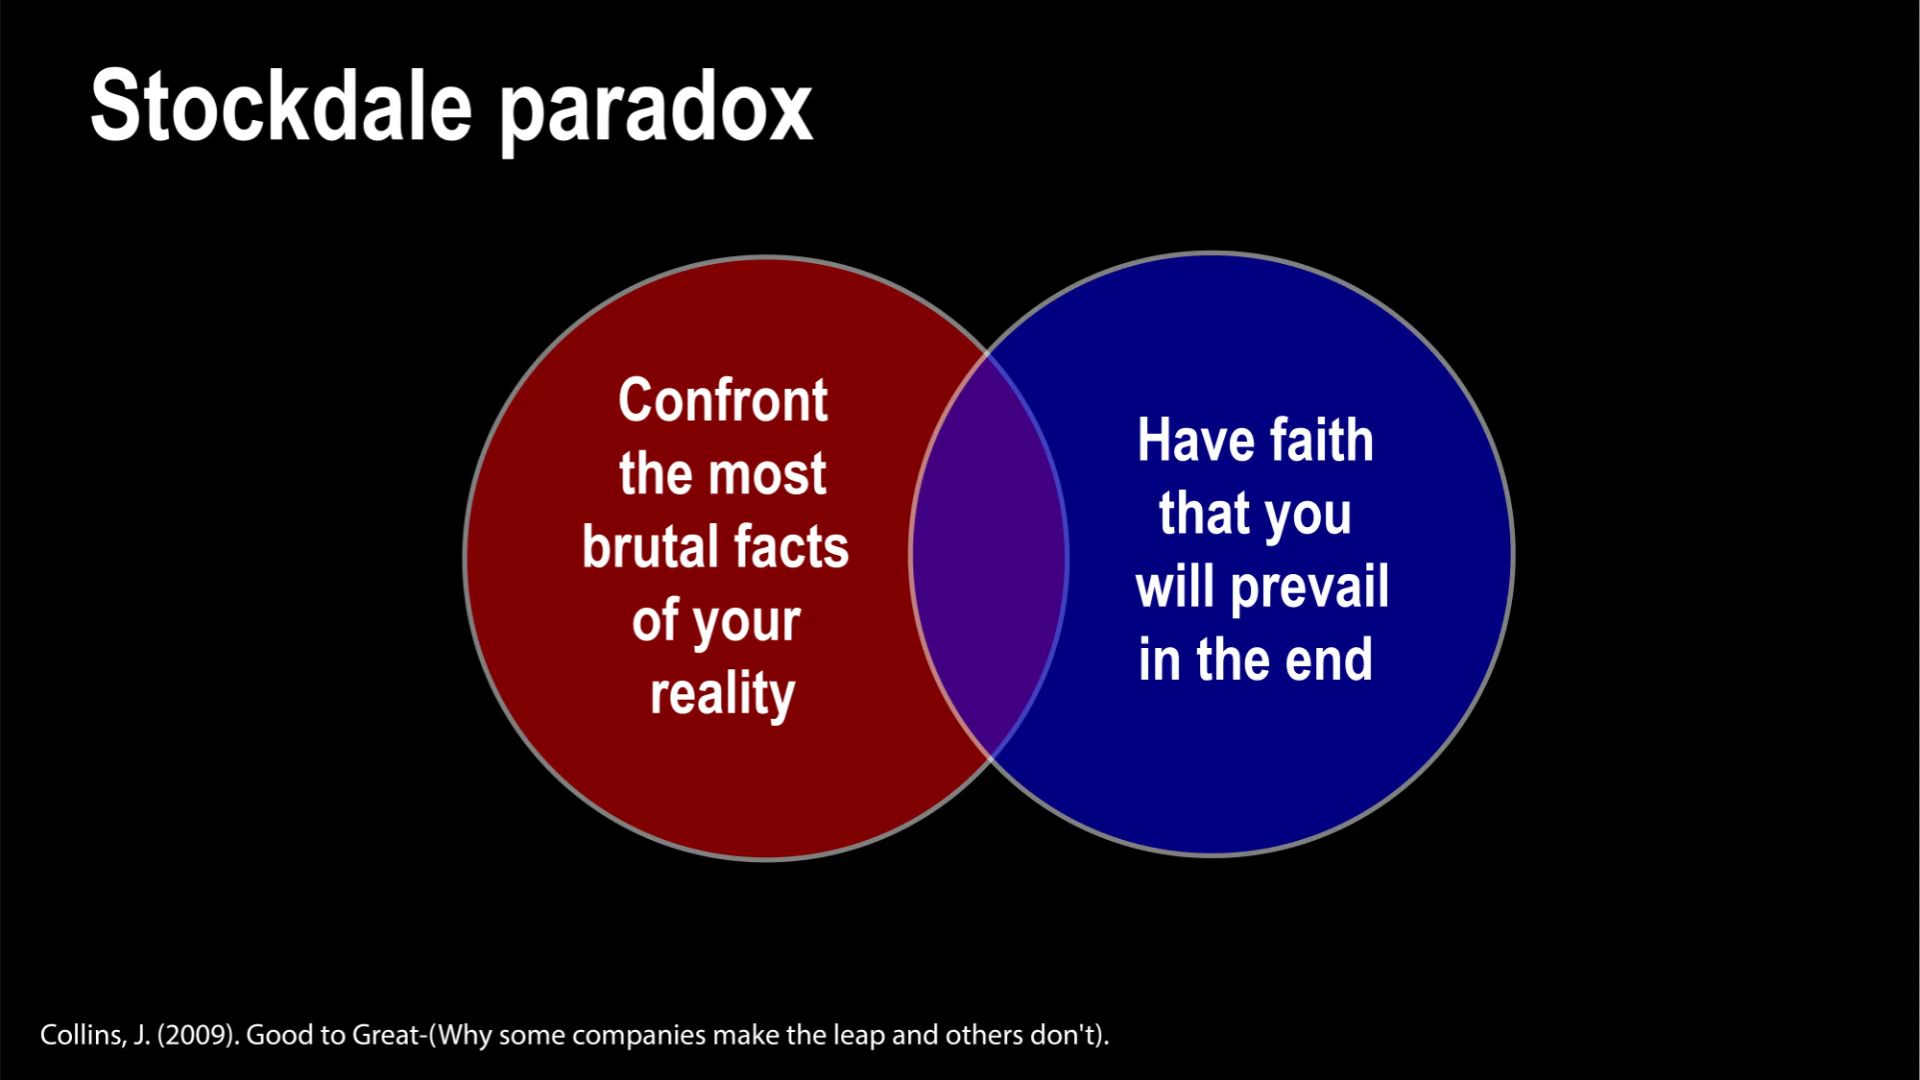 Stockdale paradox
Confront
the most
brutal facts
of your
reality
Have faith
that you
will prevail
in the end
Collins, J. (2009). Good to Great-(Why some companies make the leap and others don't).